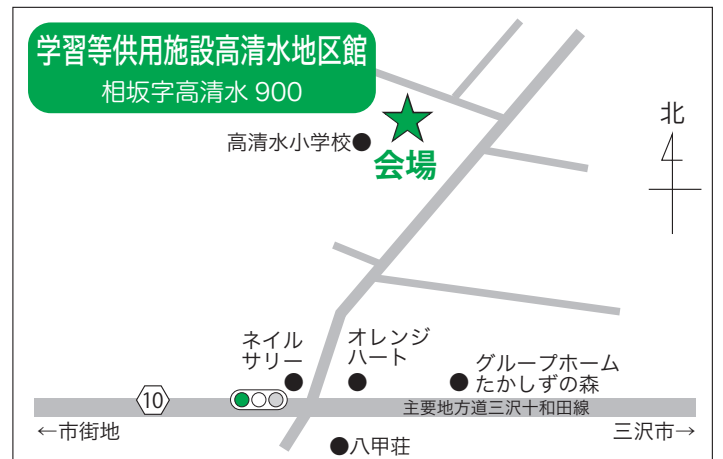 学習等供用施設高清水地区館
相坂字高清水 900
北
高清水小学校
会場
ネイル
サリー
オレンジ
ハート
グループホーム
たかしずの森
10
主要地方道三沢十和田線
←市街地
三沢市→
八甲荘